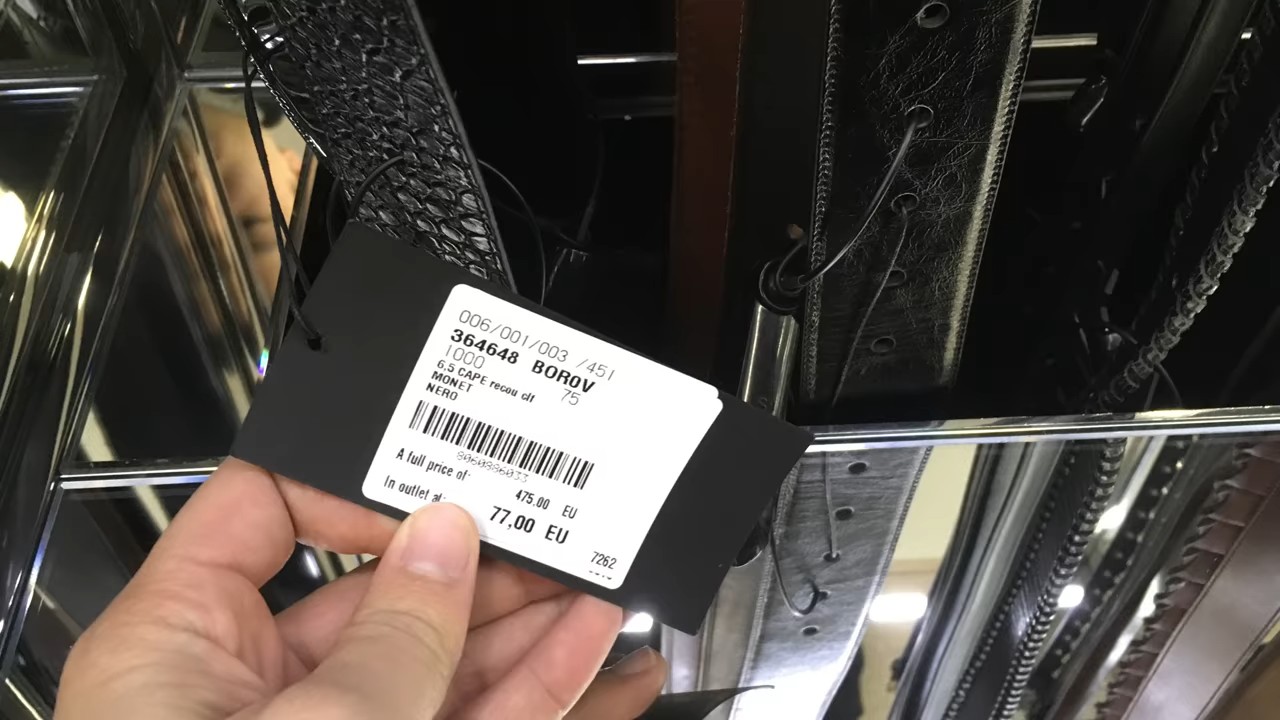 006/001/003 /451
364648 BOROV
1000 75
6.5 CAPE recou clf
MONET
NERO
8060886033
A full price of: 475,00 EU
In outlet at: 77,00 EU
7262